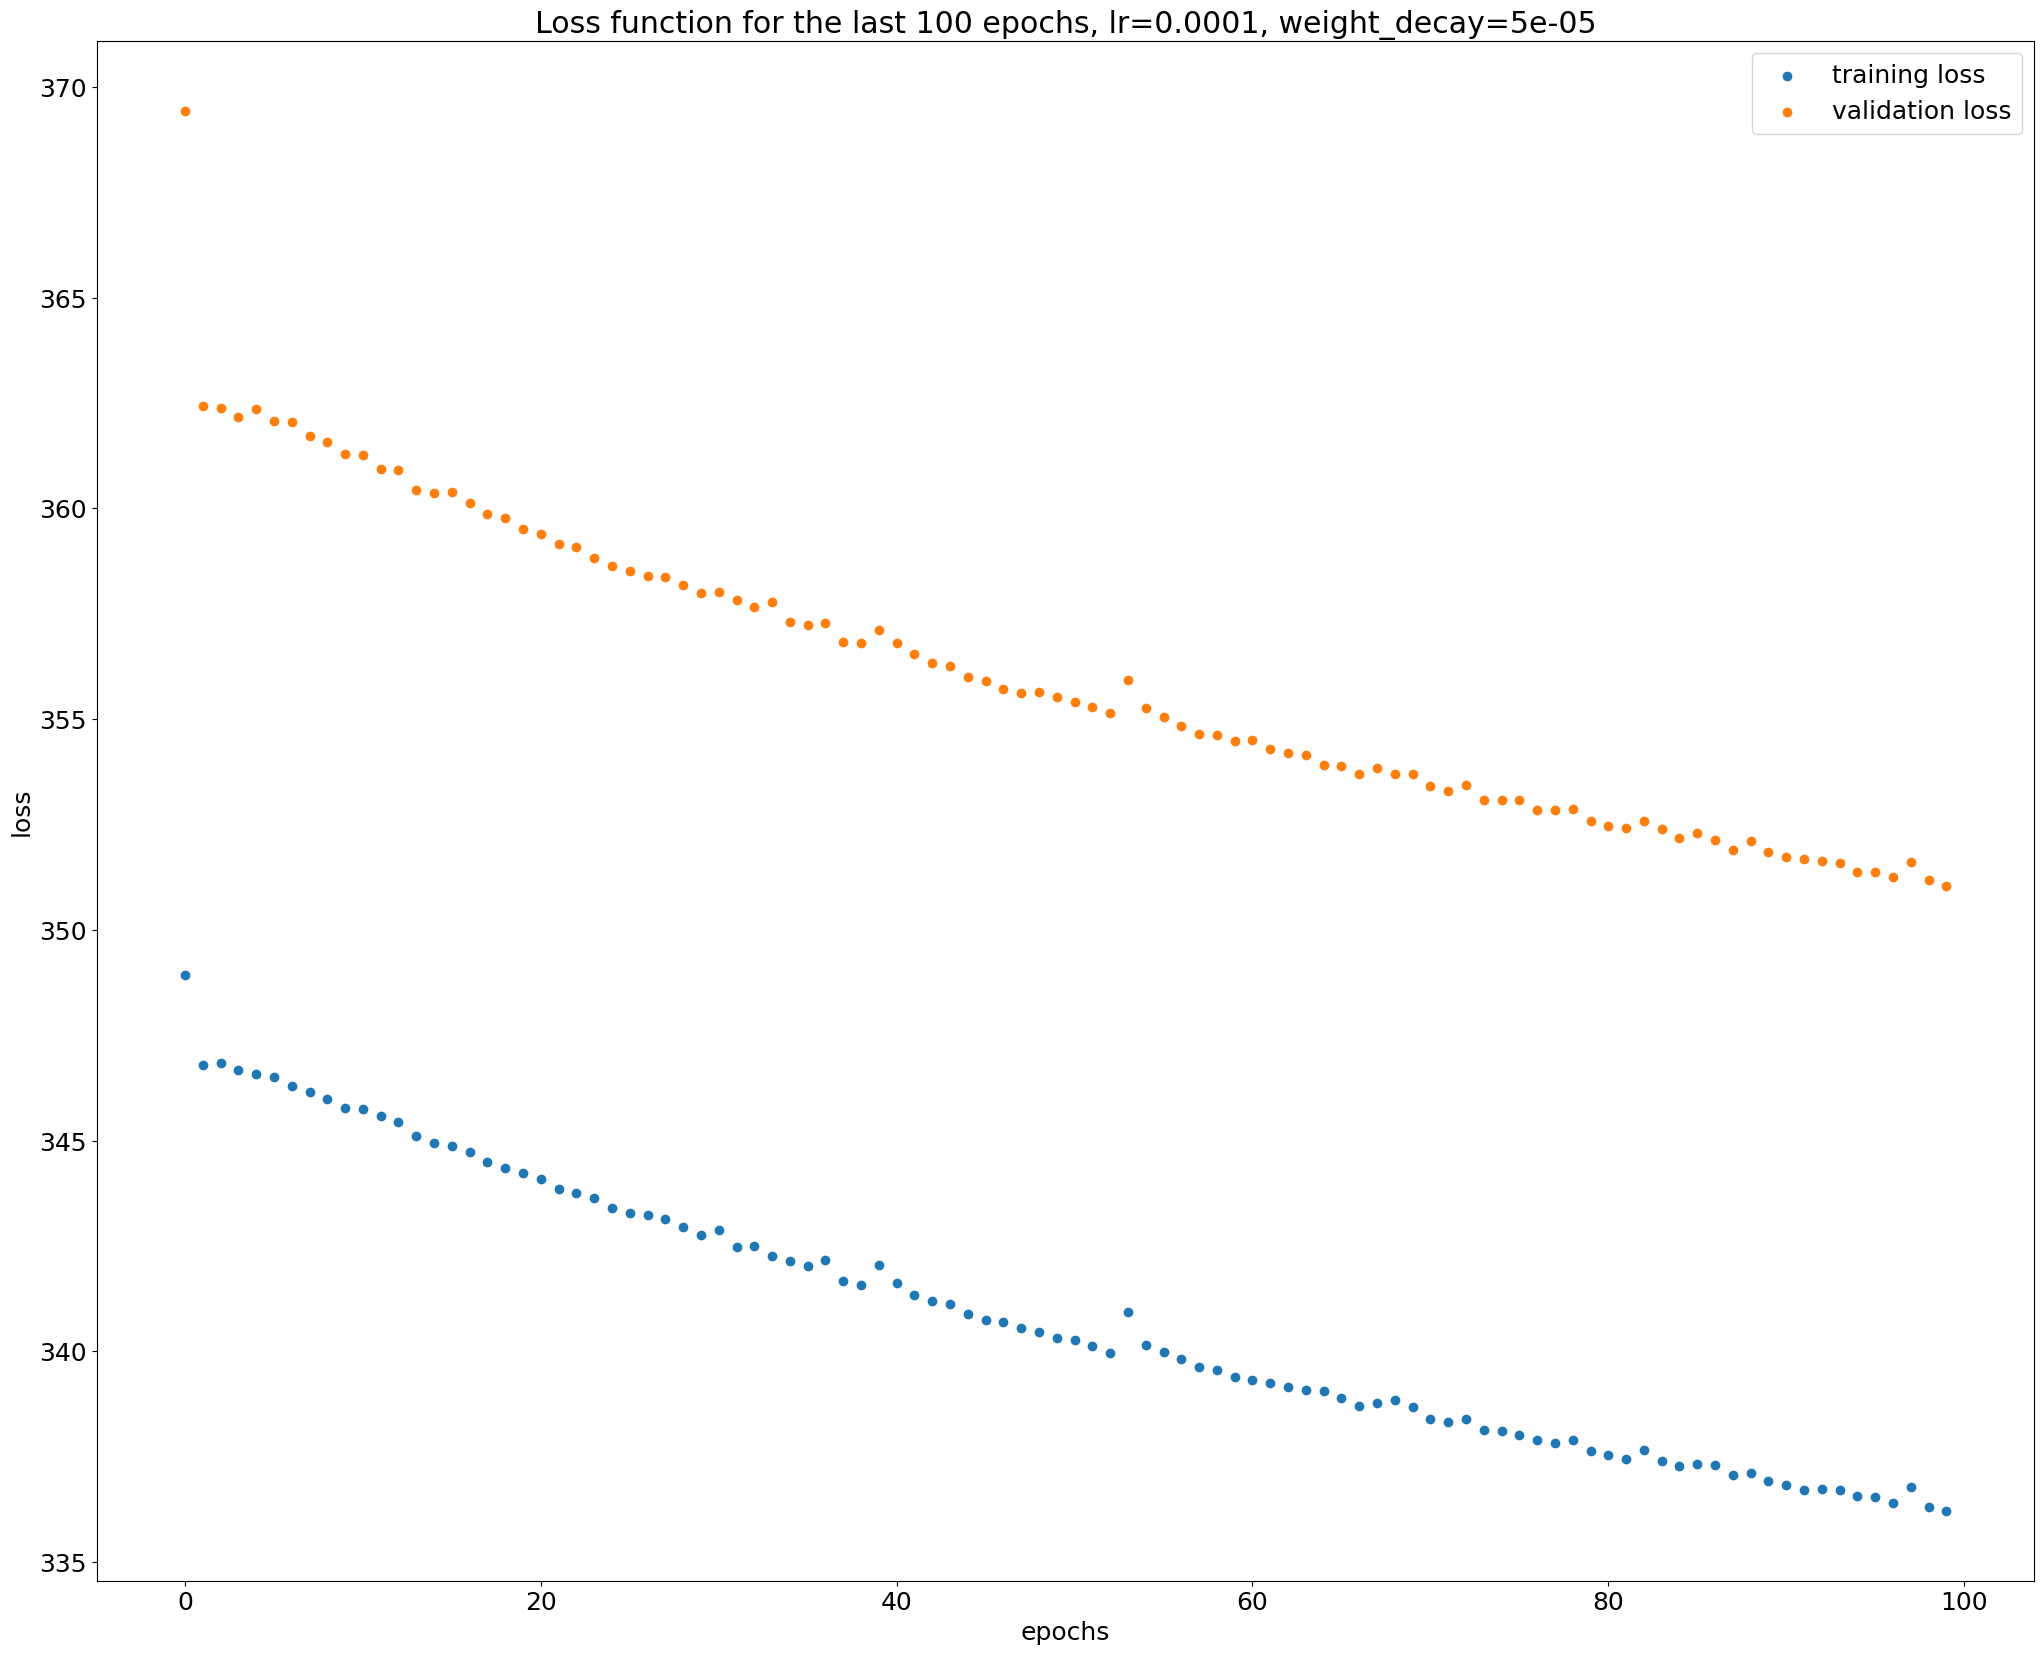 Loss function for the last 100 epochs, lr=0.0001, weight_decay=5e-05
training loss
validation loss
370
365
360
355
350
345
340
335
loss
0 20 40 60 80 100
epochs